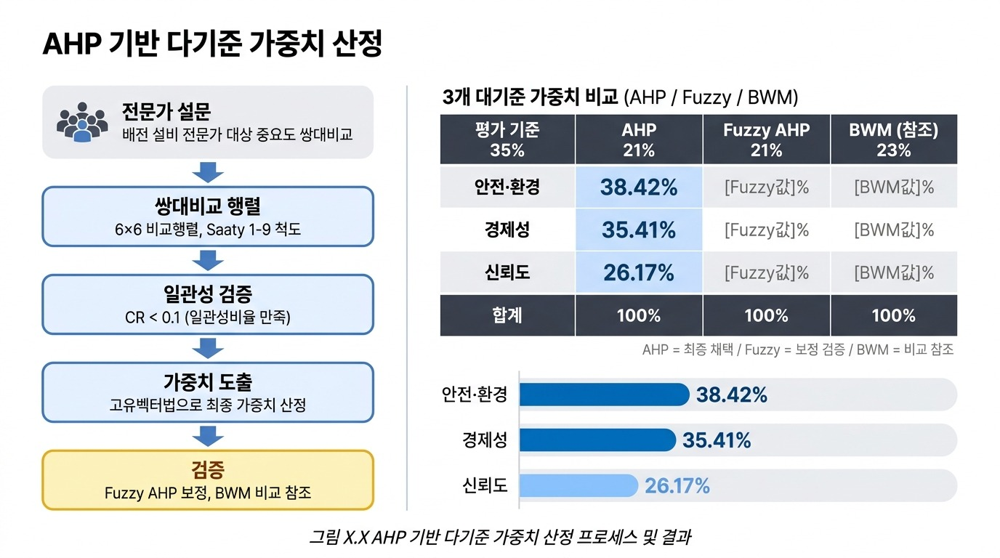 AHP 기반 다기준 가중치 산정
전문가 설문
배전 설비 전문가 대상 중요도 쌍대비교
쌍대비교 행렬
6×6 비교행렬, Saaty 1-9 척도
일관성 검증
CR < 0.1 (일관성비율 만족)
가중치 도출
고유벡터법으로 최종 가중치 산정
검증
Fuzzy AHP 보정, BWM 비교 참조
3개 대기준 가중치 비교 (AHP / Fuzzy / BWM)
평가 기준 AHP Fuzzy AHP BWM (참조)
35% 21% 21% 23%
안전·환경 38.42% [Fuzzy값]% [BWM값]%
경제성 35.41% [Fuzzy값]% [BWM값]%
신뢰도 26.17% [Fuzzy값]% [BWM값]%
합계 100% 100% 100%
AHP = 최종 채택 / Fuzzy = 보정 검증 / BWM = 비교 참조
안전·환경 38.42%
경제성 35.41%
신뢰도 26.17%
그림 X.X AHP 기반 다기준 가중치 산정 프로세스 및 결과